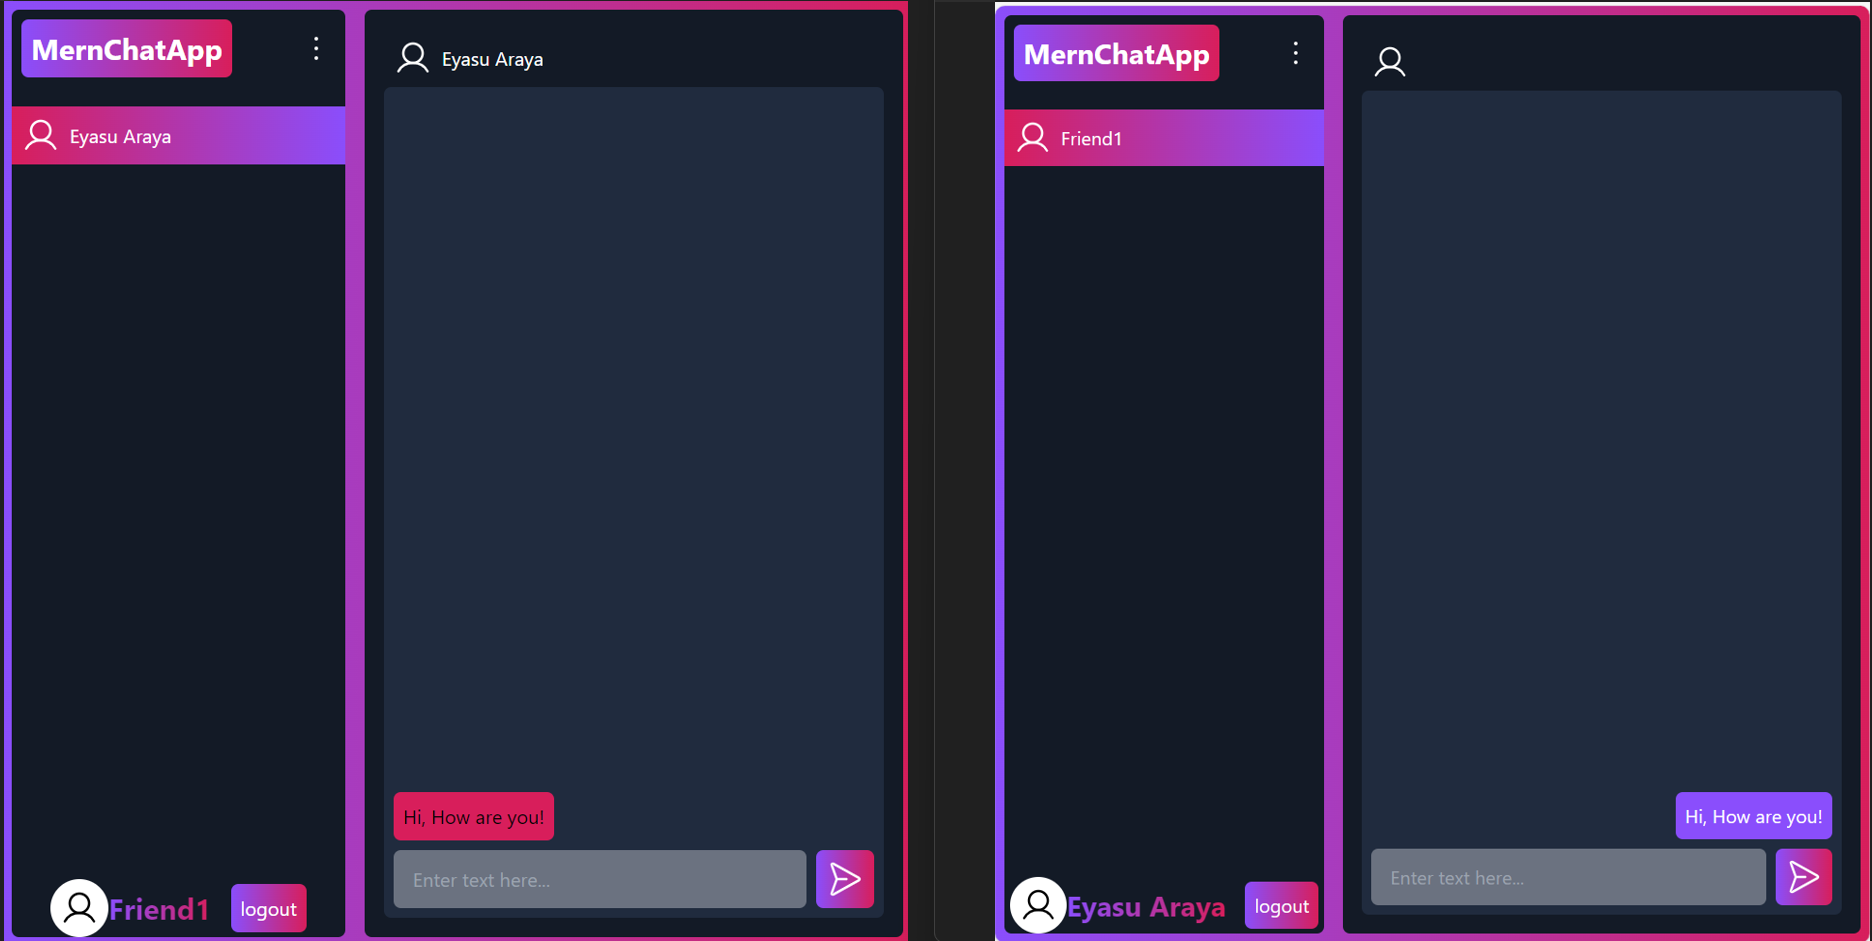 MernChatApp
Eyasu Araya
Eyasu Araya
Hi, How are you!
Enter text here...
Friend1
logout
MernChatApp
Friend1
Hi, How are you!
Enter text here...
Eyasu Araya
logout